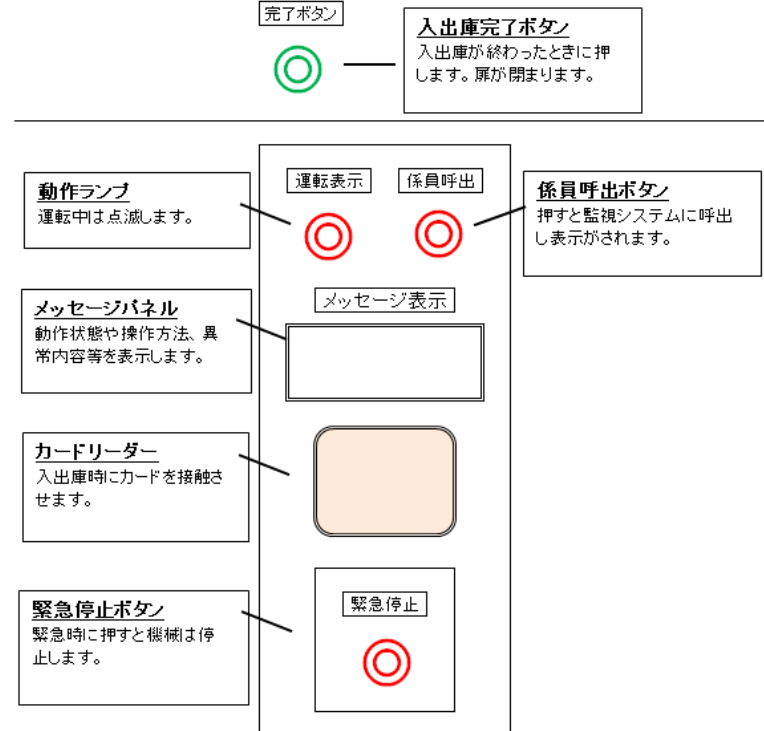 完了ボタン
入出庫完了ボタン
入出庫が終わったときに押
します。扉が閉まります。
運転表示
係員呼出
動作ランプ
運転中は点滅します。
係員呼出ボタン
押すと監視システムに呼出
し表示がされます。
メッセージ表示
メッセージパネル
動作状態や操作方法、異
常内容等を表示します。
カードリーダー
入出庫時にカードを接触さ
せます。
緊急停止
緊急停止ボタン
緊急時に押すと機械は停
止します。